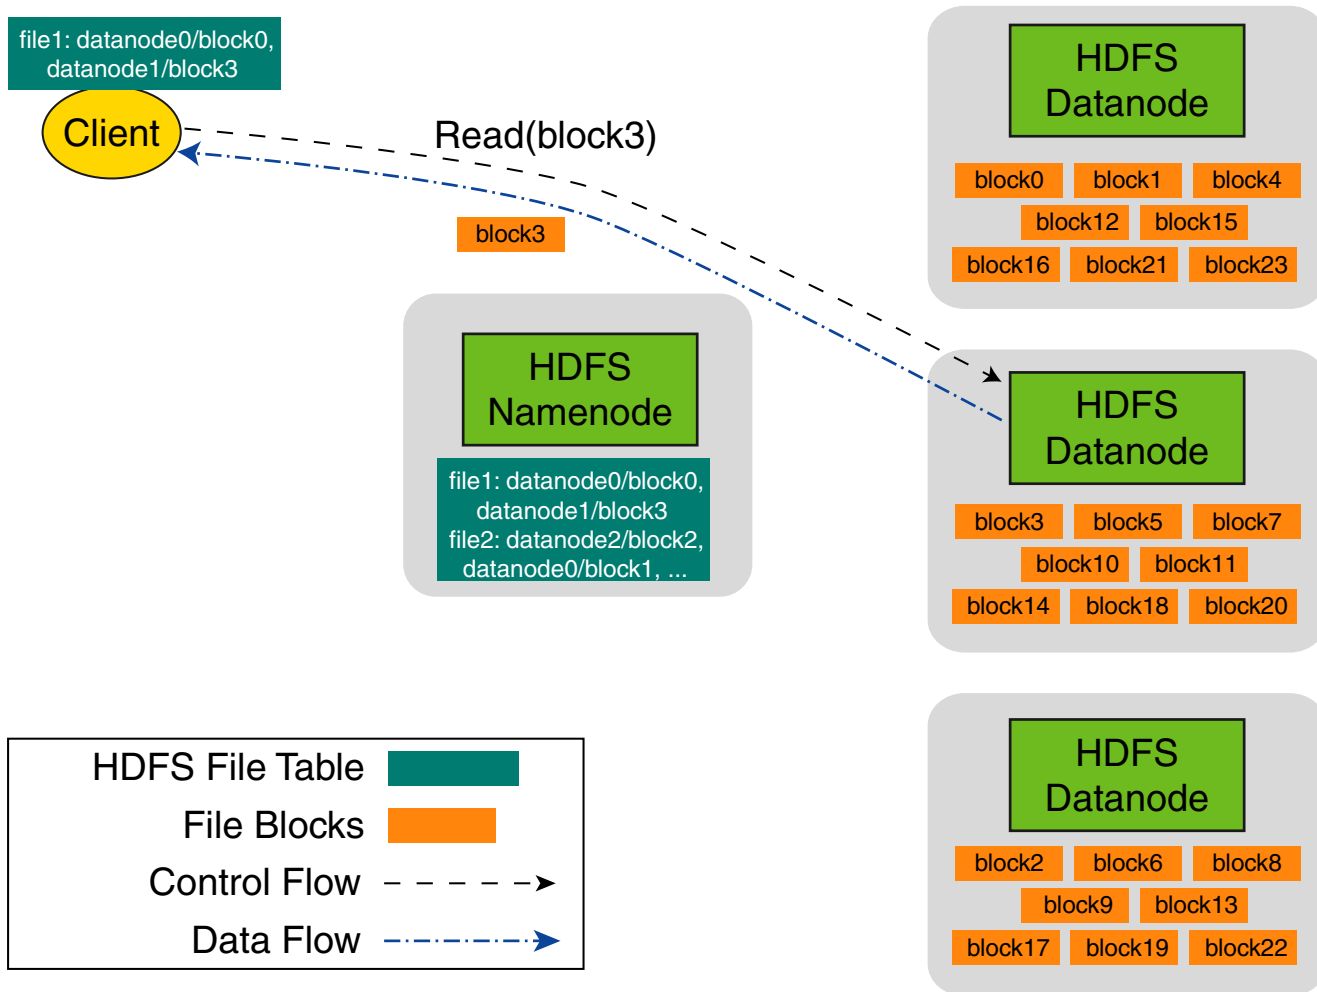 file1: datanode0/block0,
datanode1/block3
Client
Read(block3)
block3
HDFS
Namenode
file1: datanode0/block0,
datanode1/block3
file2: datanode2/block2,
datanode0/block1, ...
HDFS
Datanode
block0 block1 block4
block12 block15
block16 block21 block23
HDFS
Datanode
block3 block5 block7
block10 block11
block14 block18 block20
HDFS
Datanode
block2 block6 block8
block9 block13
block17 block19 block22
HDFS File Table
File Blocks
Control Flow
Data Flow